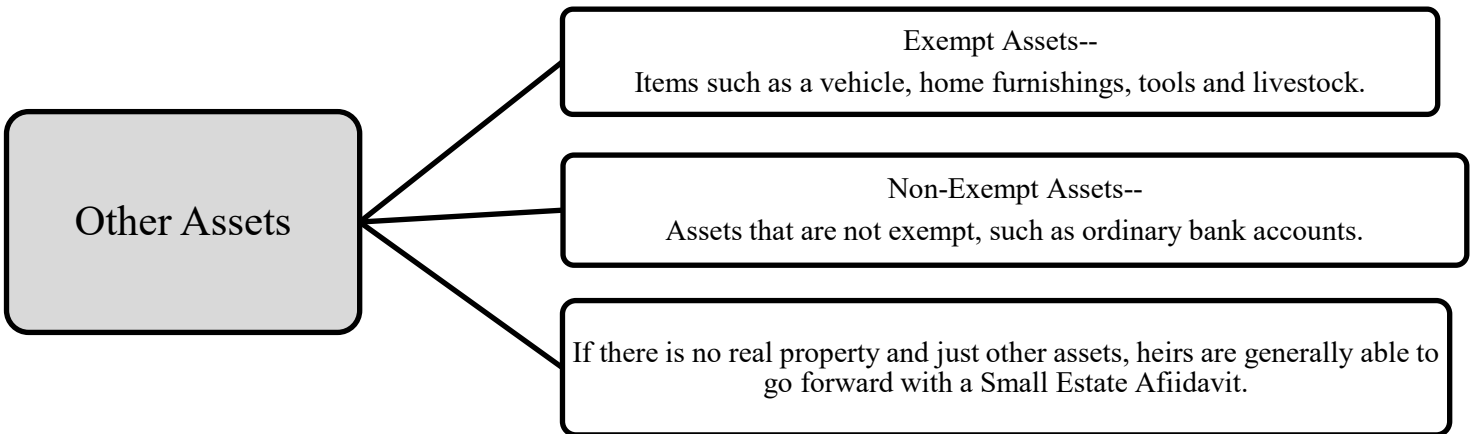 Other Assets
Exempt Assets--
Items such as a vehicle, home furnishings, tools and livestock.
Non-Exempt Assets--
Assets that are not exempt, such as ordinary bank accounts.
If there is no real property and just other assets, heirs are generally able to
go forward with a Small Estate Afiidavit.